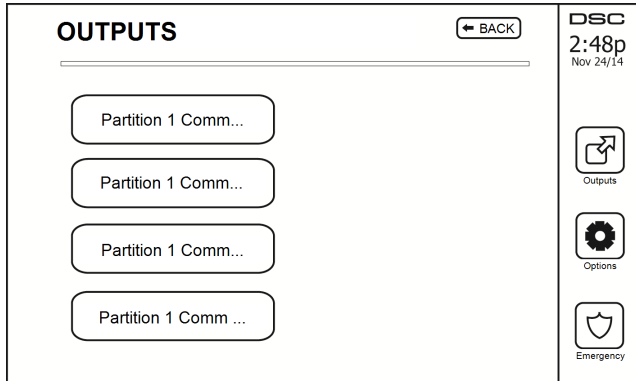 OUTPUTS
BACK
Partition 1 Comm...
Partition 1 Comm...
Partition 1 Comm...
Partition 1 Comm ...
DSC
2:48p
Nov 24/14
Outputs
Options
Emergency